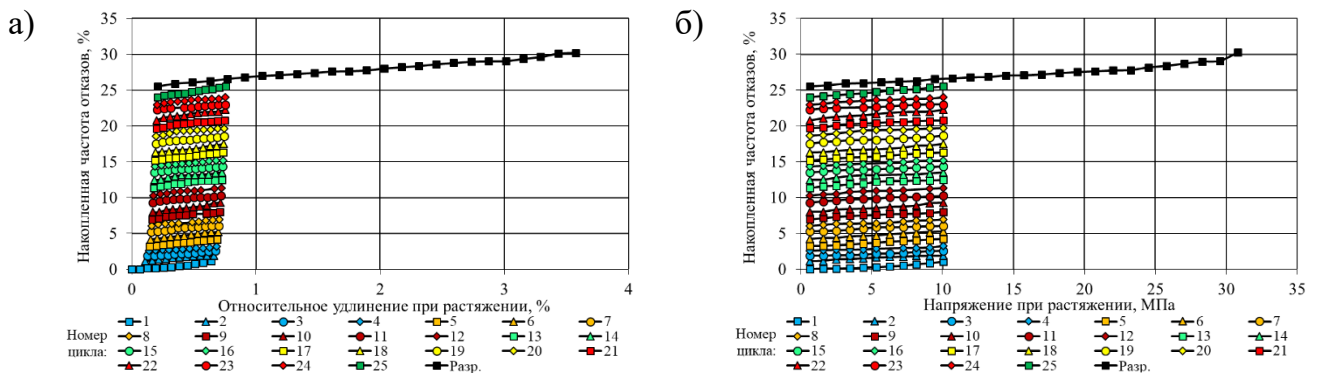 а)
Накопленная частота отказов, %
35
30
25
20
15
10
5
0
0 1 2 3 4
Относительное удлинение при растяжении, %
Номер цикла:
1 2 3 4 5 6 7
8 9 10 11 12 13 14
15 16 17 18 19 20 21
22 23 24 25 Разр.
б)
Накопленная частота отказов, %
35
30
25
20
15
10
5
0
0 5 10 15 20 25 30 35
Напряжение при растяжении, МПа
Номер цикла:
1 2 3 4 5 6 7
8 9 10 11 12 13 14
15 16 17 18 19 20 21
22 23 24 25 Разр.